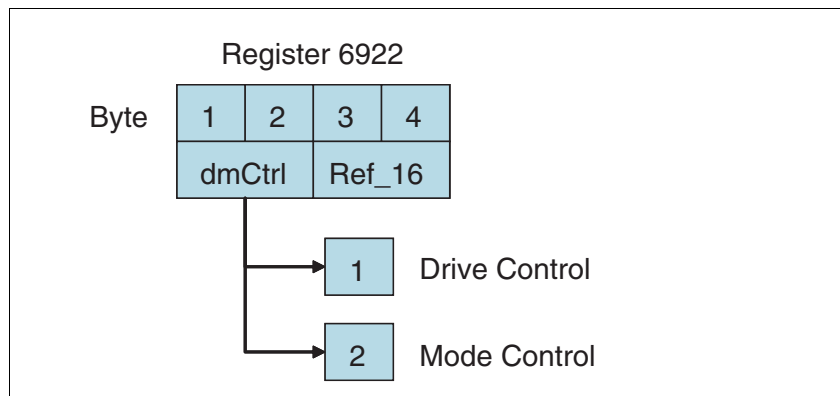 Register 6922
Byte 1 2 3 4
dmCtrl Ref_16
1 Drive Control
2 Mode Control